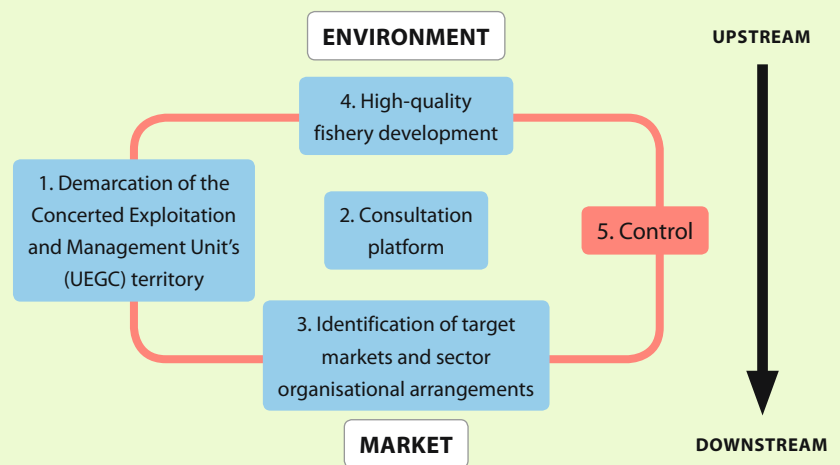 ENVIRONMENT
UPSTREAM
4. High-quality
fishery development
1. Demarcation of the
Concerted Exploitation
and Management Unit's
(UEGC) territory
2. Consultation
platform
5. Control
3. Identification of target
markets and sector
organisational arrangements
MARKET
DOWNSTREAM